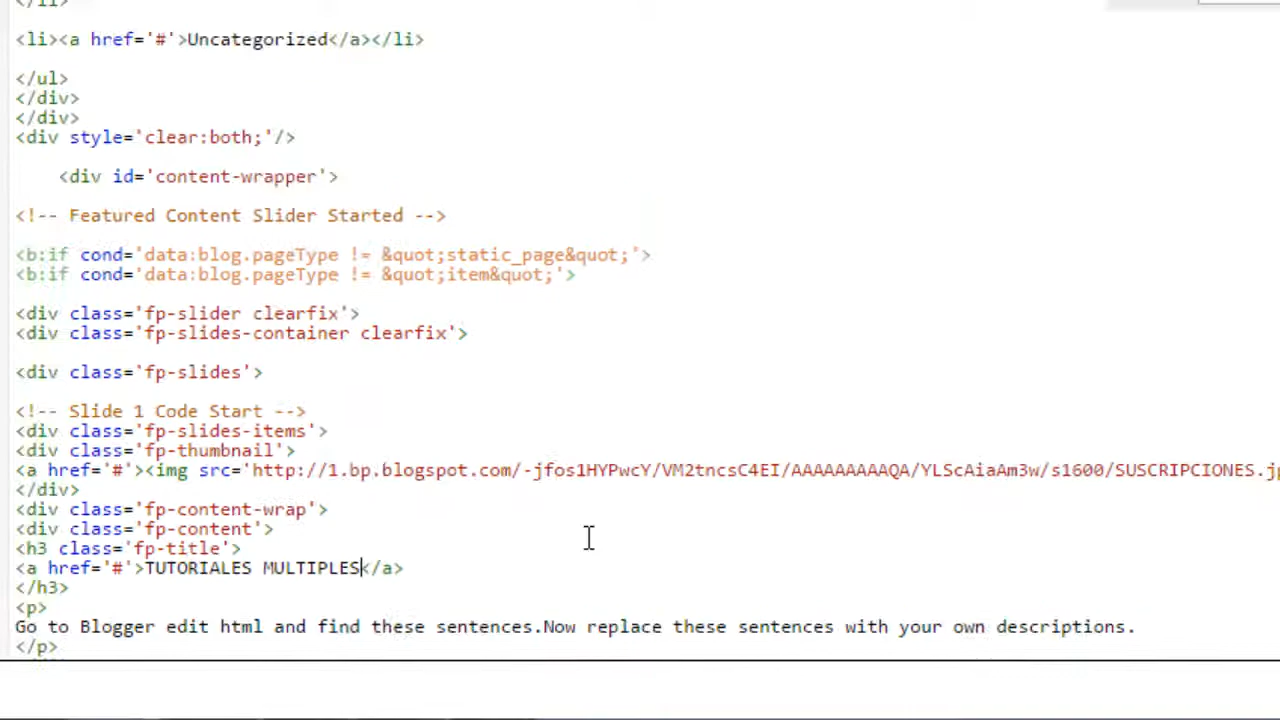 </li>
<li><a href='#'>Uncategorized</a></li>
</ul>
</div>
</div>
<div style='clear:both;'/>
<div id='content-wrapper'>
<!-- Featured Content Slider Started -->
<b:if cond='data:blog.pageType != &quot;static_page&quot;'>
<b:if cond='data:blog.pageType != &quot;item&quot;'>
<div class='fp-slider clearfix'>
<div class='fp-slides-container clearfix'>
<div class='fp-slides'>
<!-- Slide 1 Code Start -->
<div class='fp-slides-items'>
<div class='fp-thumbnail'>
<a href='#'><img src='http://1.bp.blogspot.com/-jfos1HYPwcY/VM2tncsC4EI/AAAAAAAAAQA/YLScAiaAm3w/s1600/SUSCRIPCIONES.jp
</div>
<div class='fp-content-wrap'>
<div class='fp-content'>
<h3 class='fp-title'>
<a href='#'>TUTORIALES MULTIPLES</a>
</h3>
<p>
Go to Blogger edit html and find these sentences.Now replace these sentences with your own descriptions.
</p>